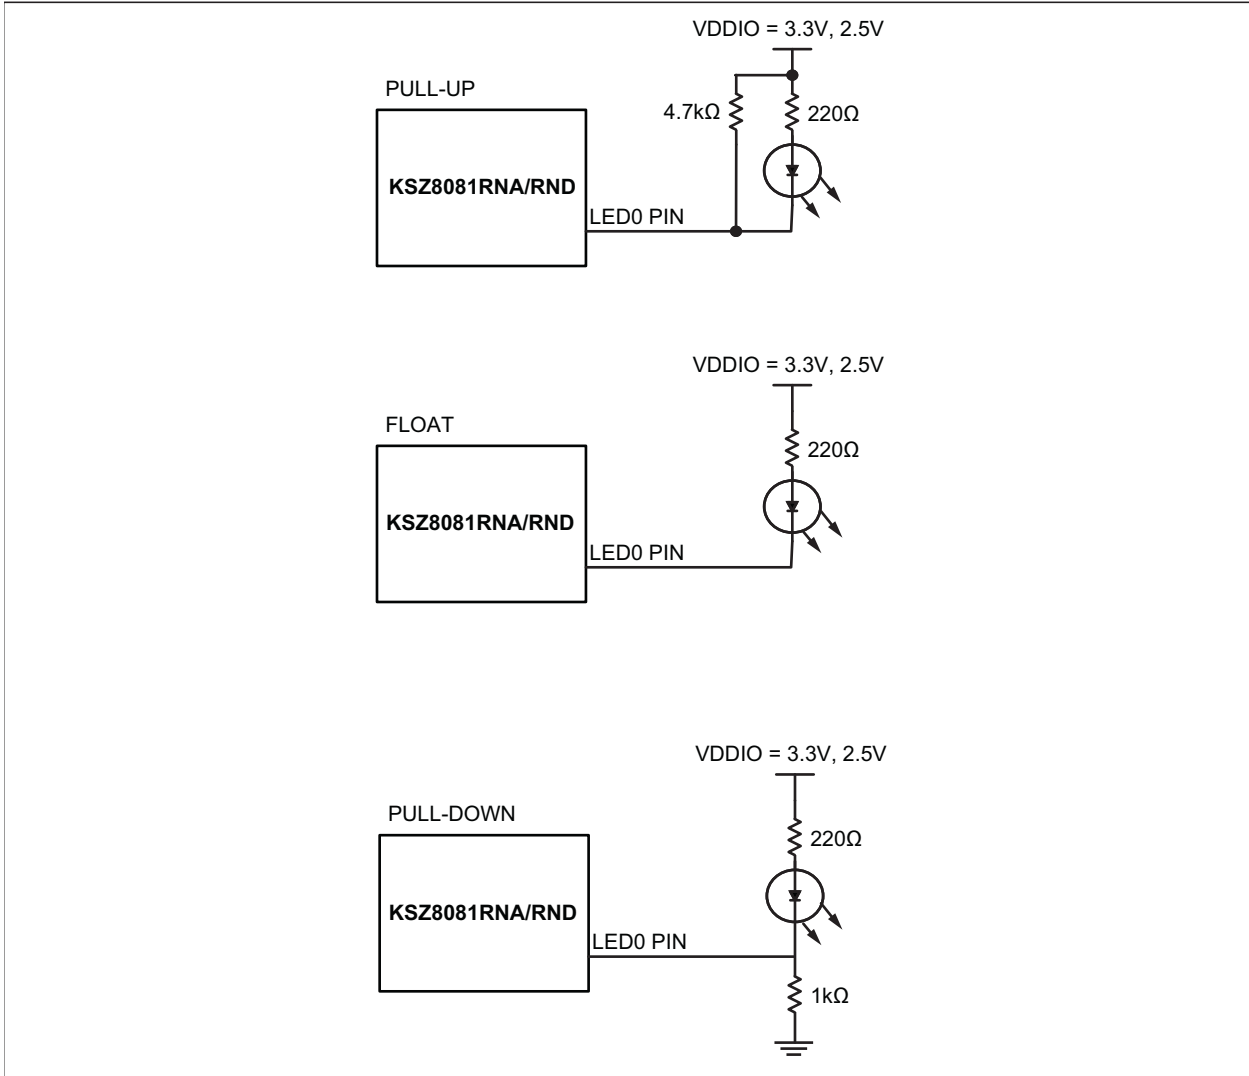 VDDIO = 3.3V, 2.5V
PULL-UP
4.7kΩ
220Ω
KSZ8081RNA/RND
LED0 PIN
VDDIO = 3.3V, 2.5V
FLOAT
220Ω
KSZ8081RNA/RND
LED0 PIN
VDDIO = 3.3V, 2.5V
PULL-DOWN
220Ω
KSZ8081RNA/RND
LED0 PIN
1kΩ